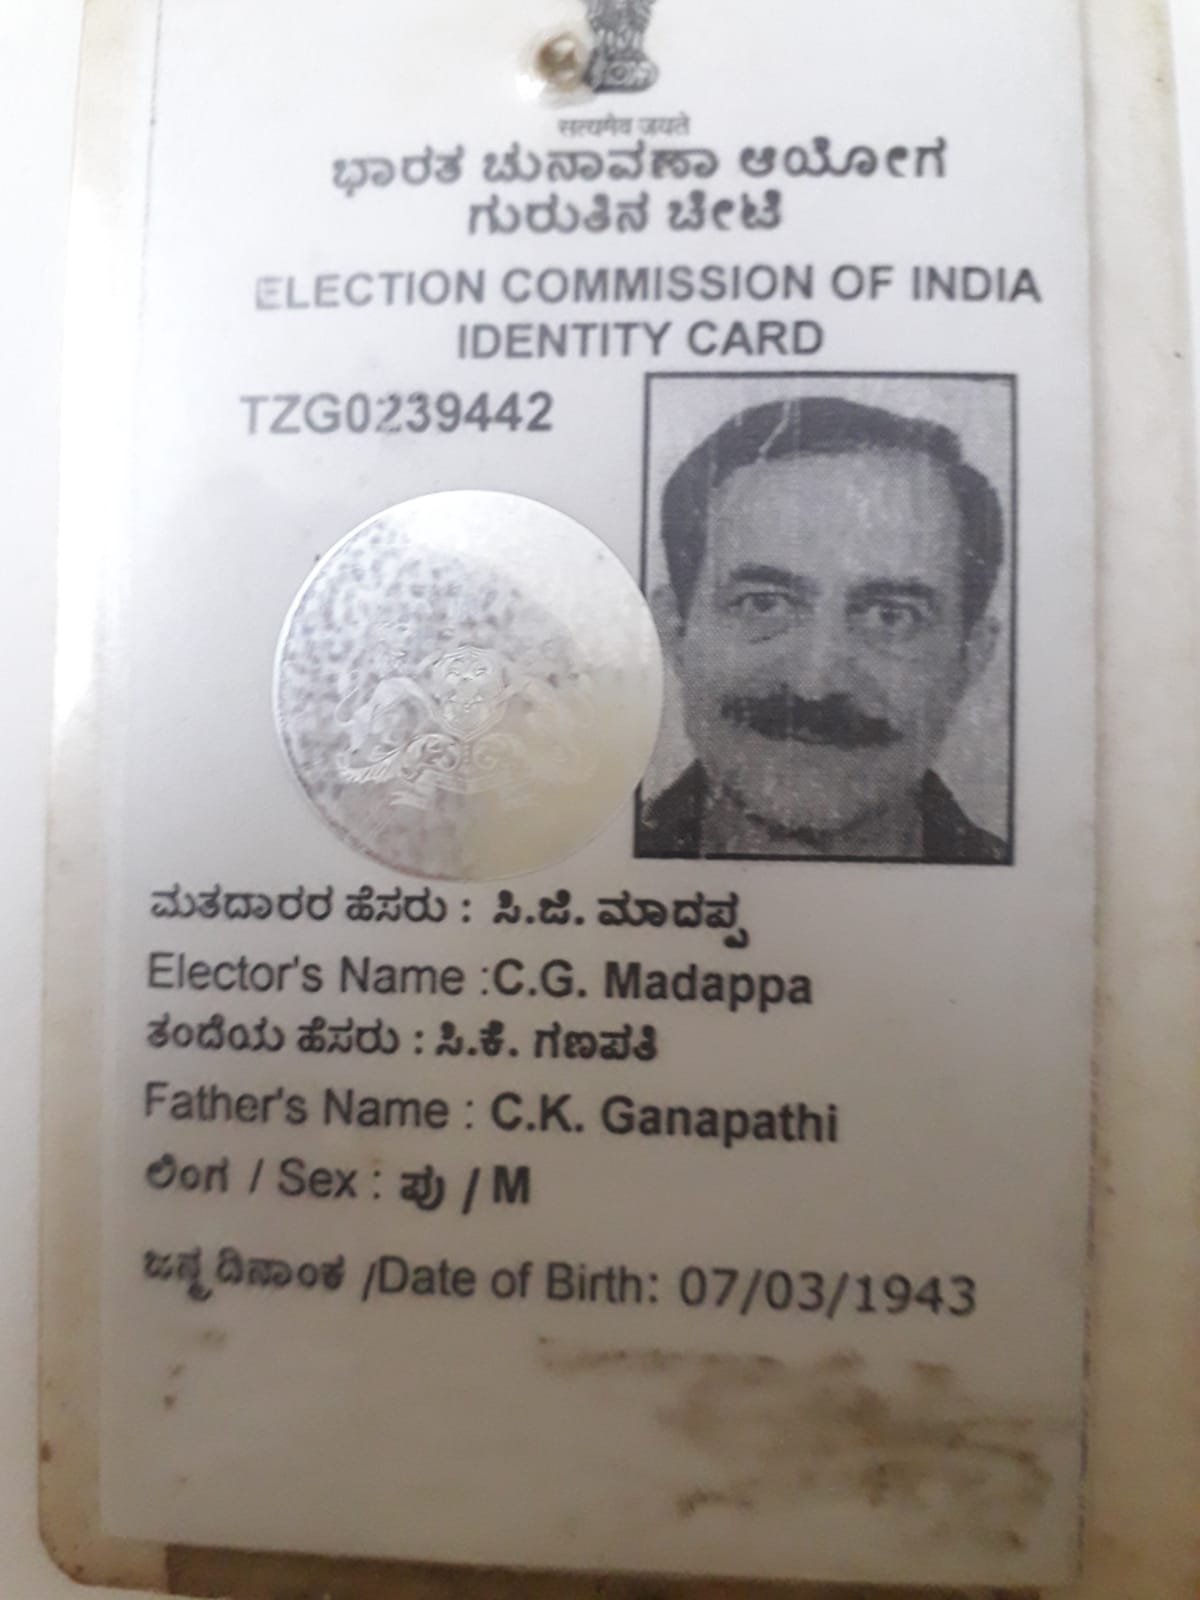 सत्यमेव जयते
ಭಾರತ ಚುನಾವಣಾ ಆಯೋಗ
ಗುರುತಿನ ಚೀಟಿ
ELECTION COMMISSION OF INDIA
IDENTITY CARD
TZG0239442
ಮತದಾರರ ಹೆಸರು : ಸಿ.ಜಿ. ಮಾದಪ್ಪ
Elector's Name :C.G. Madappa
ತಂದೆಯ ಹೆಸರು : ಸಿ.ಕೆ. ಗಣಪತಿ
Father's Name : C.K. Ganapathi
ಲಿಂಗ / Sex : ಪು / M
ಜನ್ಮ ದಿನಾಂಕ /Date of Birth: 07/03/1943